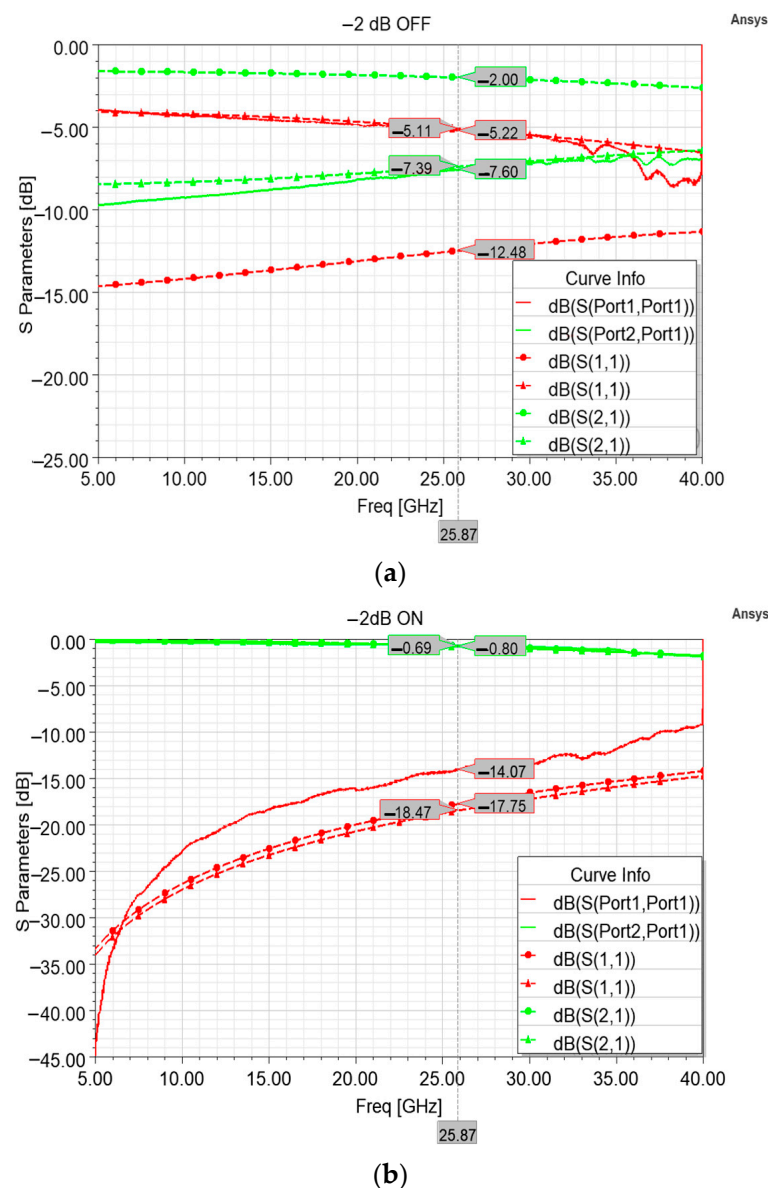 –2 dB OFF
Ansys
0.00
–5.00
–10.00
–15.00
–20.00
–25.00
S Parameters [dB]
–2.00
–5.11
–5.22
–7.39
–7.60
–12.48
Curve Info
dB(S(Port1,Port1))
dB(S(Port2,Port1))
dB(S(1,1))
dB(S(1,1))
dB(S(2,1))
dB(S(2,1))
5.00 10.00 15.00 20.00 25.00 30.00 35.00 40.00
Freq [GHz]
25.87
(a)
–2dB ON
Ansys
0.00
–5.00
–10.00
–15.00
–20.00
–25.00
–30.00
–35.00
–40.00
–45.00
S Parameters [dB]
–0.69
–0.80
–14.07
–18.47
–17.75
Curve Info
dB(S(Port1,Port1))
dB(S(Port2,Port1))
dB(S(1,1))
dB(S(1,1))
dB(S(2,1))
dB(S(2,1))
5.00 10.00 15.00 20.00 25.00 30.00 35.00 40.00
Freq [GHz]
25.87
(b)